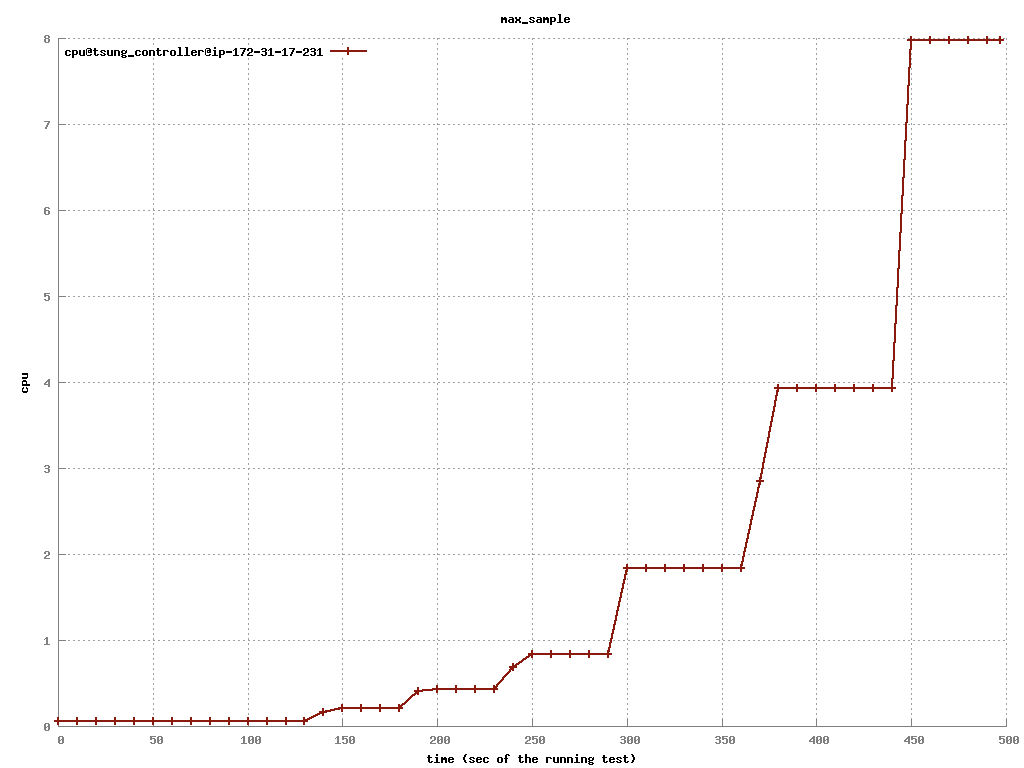 max_sample
cpu@tsung_controller@ip-172-31-17-231
8
7
6
5
4
3
2
1
0
cpu
0 50 100 150 200 250 300 350 400 450 500
time (sec of the running test)